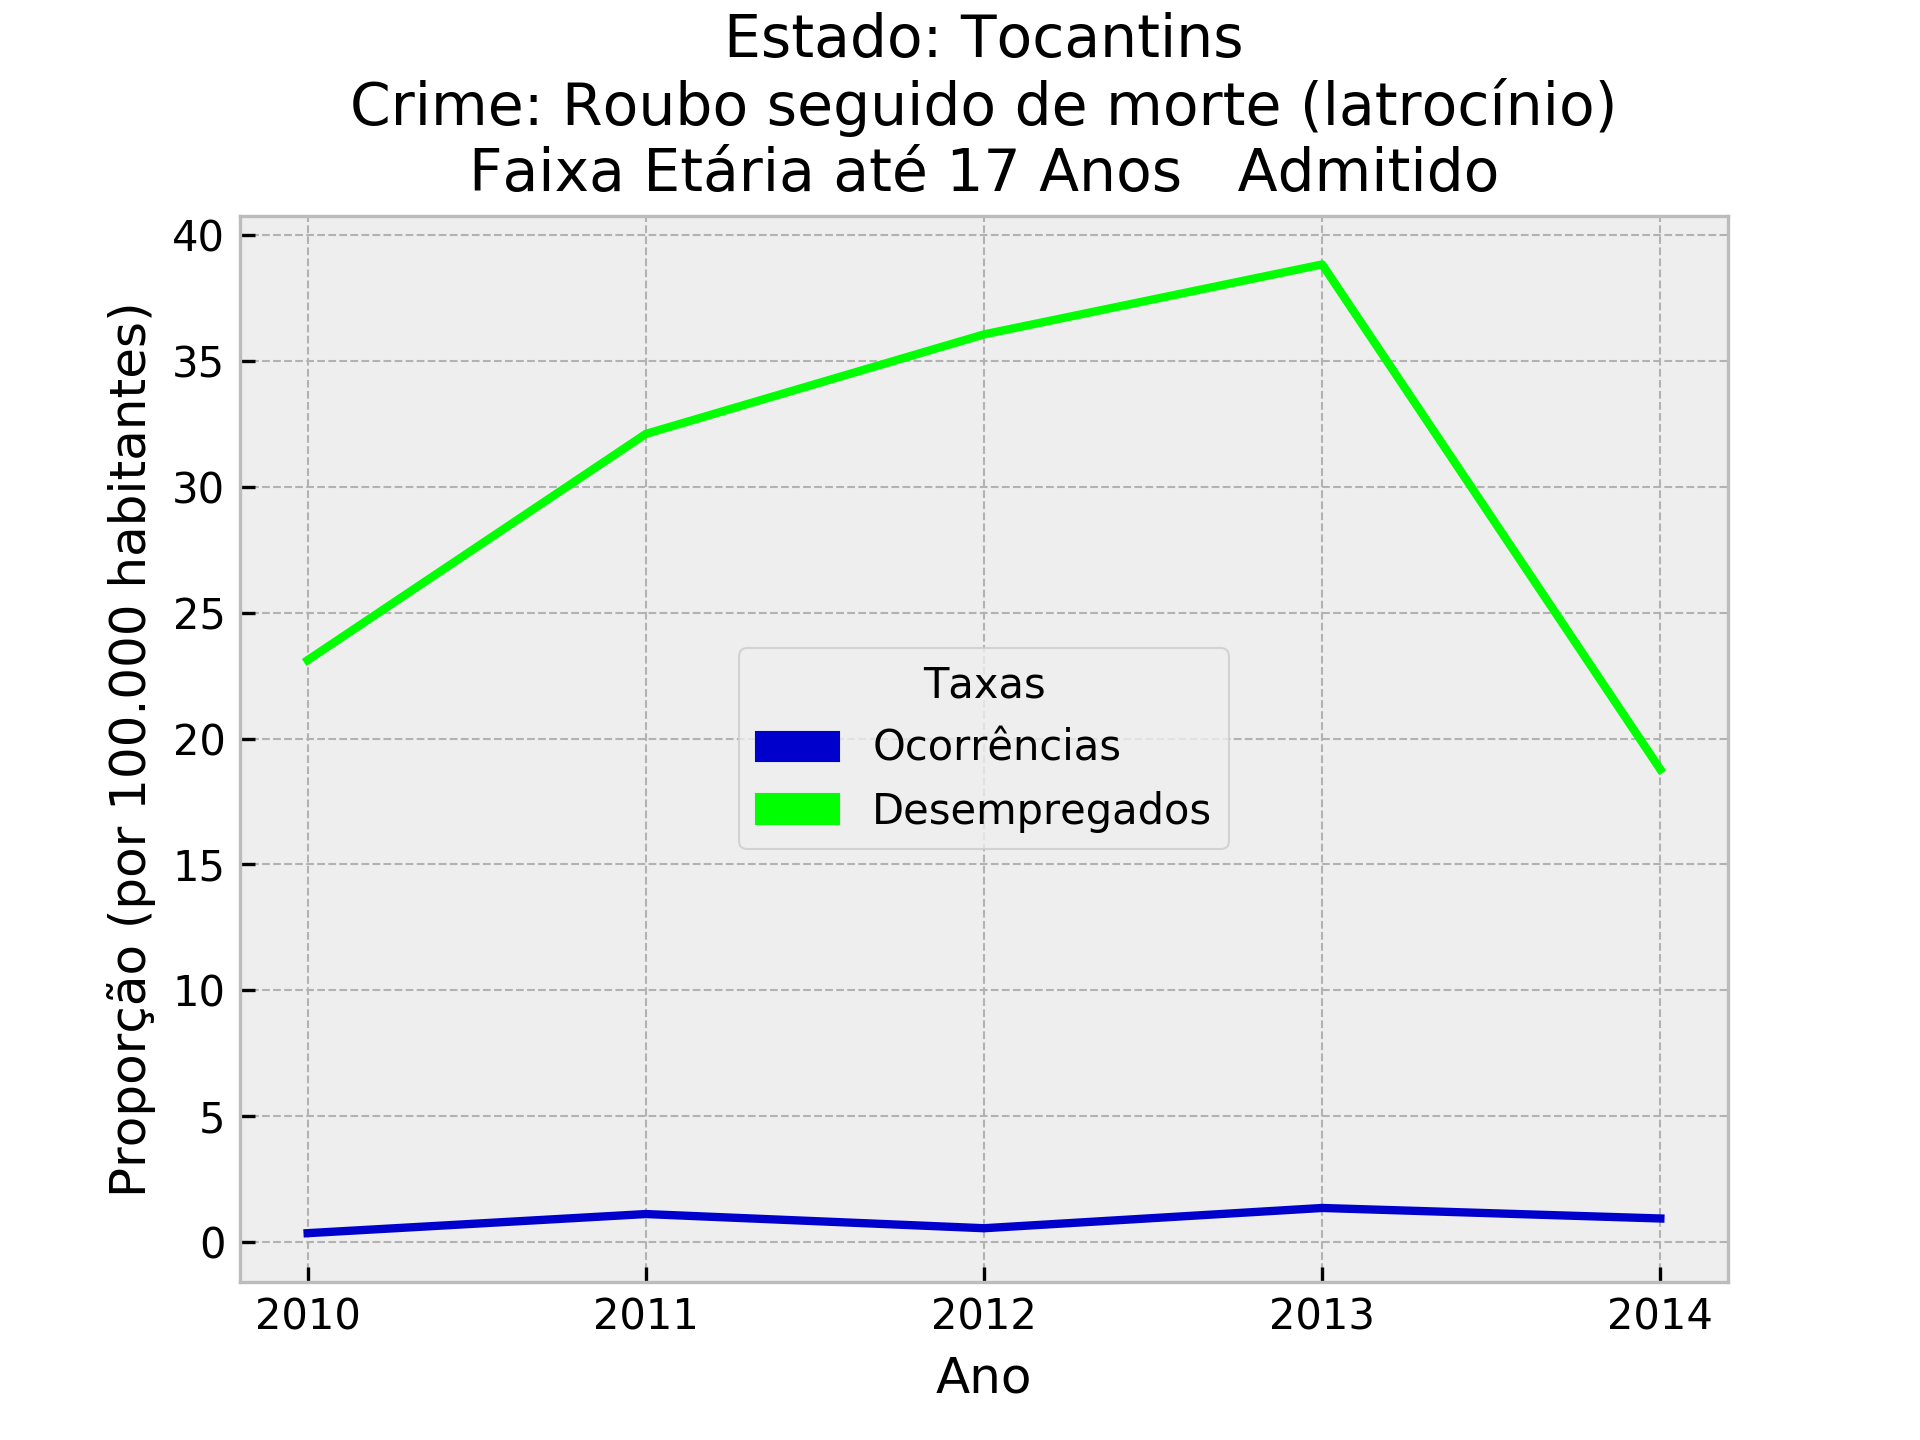 Estado: Tocantins
Crime: Roubo seguido de morte (latrocínio)
Faixa Etária até 17 Anos   Admitido
40
35
30
25
20
15
10
5
0
Proporção (por 100.000 habitantes)
Taxas
Ocorrências
Desempregados
2010 2011 2012 2013 2014
Ano